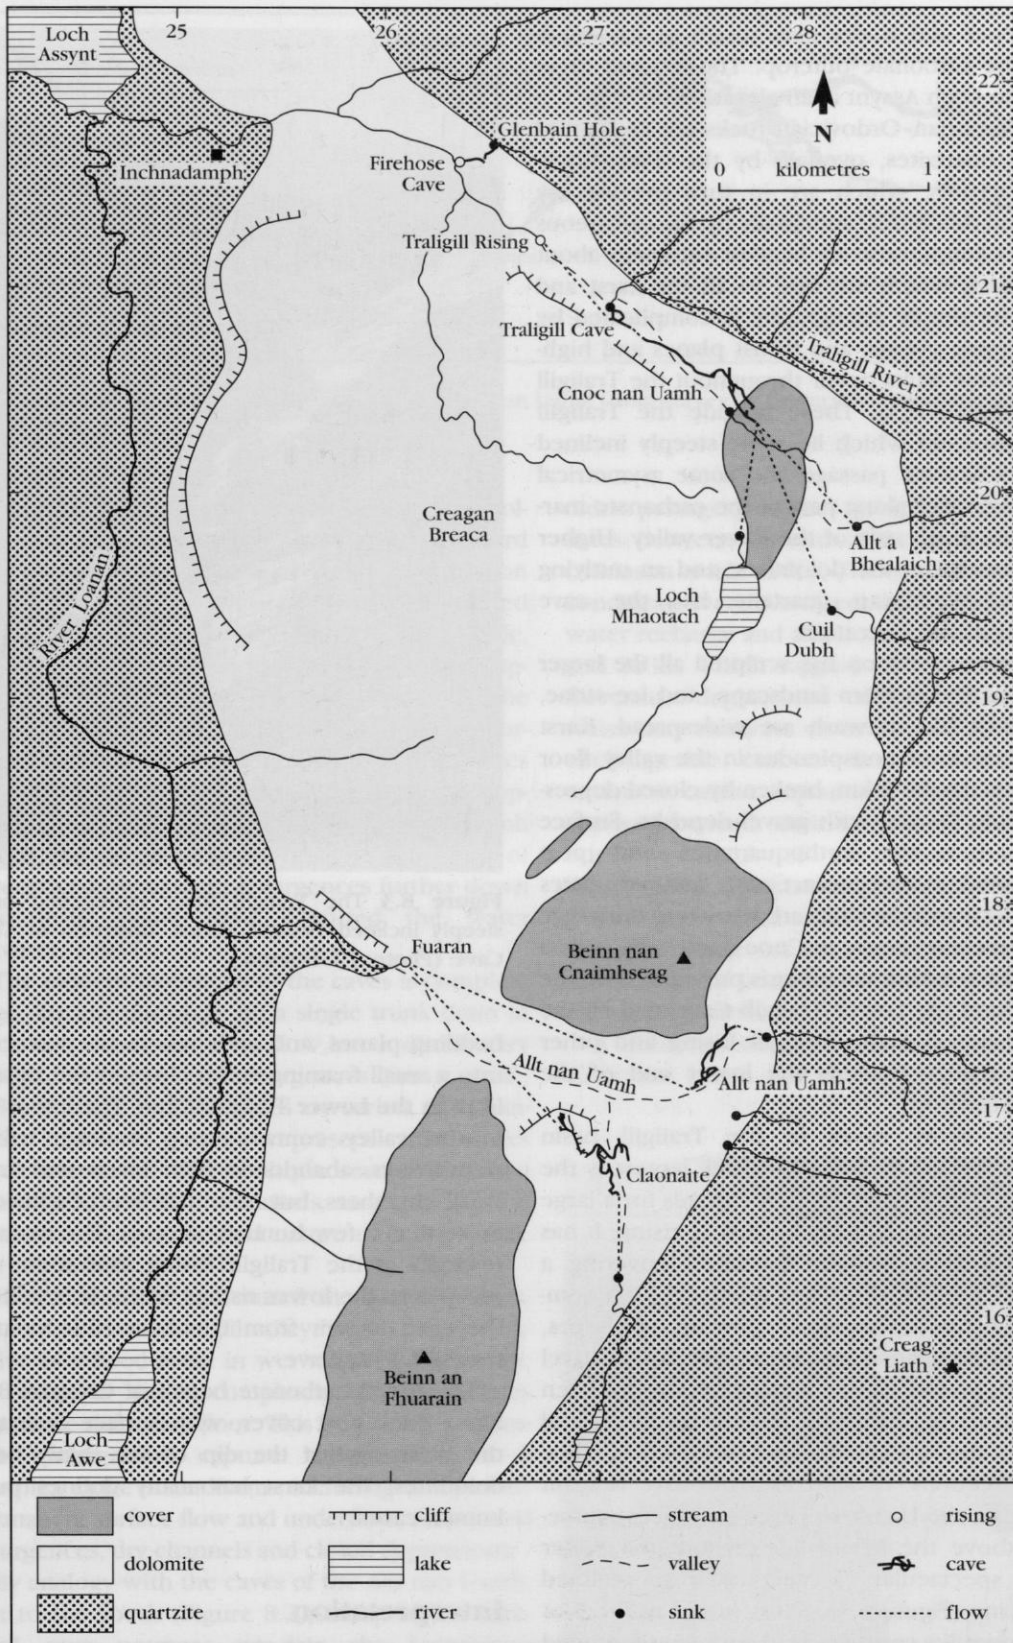 25
26
27
28
Loch
Assynt
22
N
0 kilometres 1
Glenbain Hole
Inchnadamph
Firehose
Cave
Traligill Rising
21
Traligill Cave
Traligill River
Cnoc nan Uamh
20
Creagan
Breaca
Allt a
Bhealaich
Loch
Mhaotach
Cuil
Dubh
River Loanan
19
18
Fuaran
Beinn nan
Cnaimhseag
Allt nan Uamh
Allt nan Uamh
17
Claonaite
16
Creag
Liath
Beinn an
Fhuarain
Loch
Awe
cover
cliff
stream
rising
dolomite
lake
valley
cave
quartzite
river
sink
flow